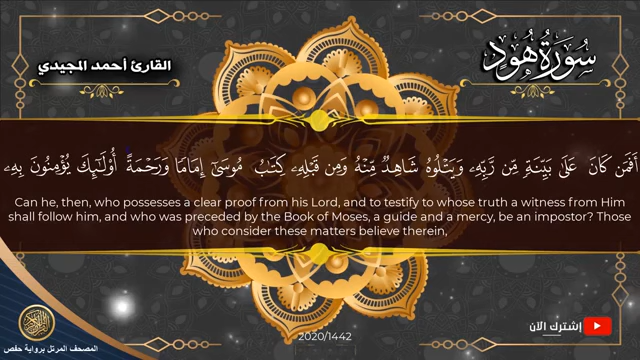 القارئ أحمد المجيدي
سُورَةُ هُودٍ
أَفَمَن كَانَ عَلَىٰ بَيِّنَةٍ مِّن رَّبِّهِۦ وَيَتْلُوهُ شَاهِدٌ مِّنْهُ وَمِن قَبْلِهِۦ كِتَٰبُ مُوسَىٰٓ إِمَامًا وَرَحْمَةً أُو۟لَٰٓئِكَ يُؤْمِنُونَ بِهِۦ
Can he, then, who possesses a clear proof from his Lord, and to testify to whose truth a witness from Him
shall follow him, and who was preceded by the Book of Moses, a guide and a mercy, be an impostor? Those
who consider these matters believe therein,
2020/1442
إشترك الآن
المصحف المرتل برواية حفص